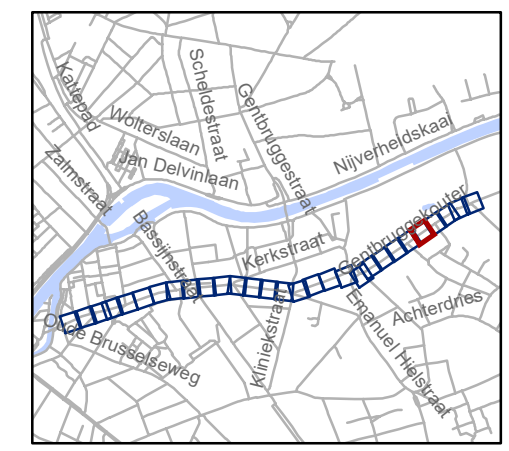 Kattepad
Scheldestraat
Gentbruggestraat
Wolterslaan
Nijverheidskaai
Zalmstraat
Jan Delvinlaan
Bassijnstraat
Gentbruggekouter
Kerkstraat
Achterdries
Oude Brusselseweg
Kliniekstraat
Emanuel Hielstraat